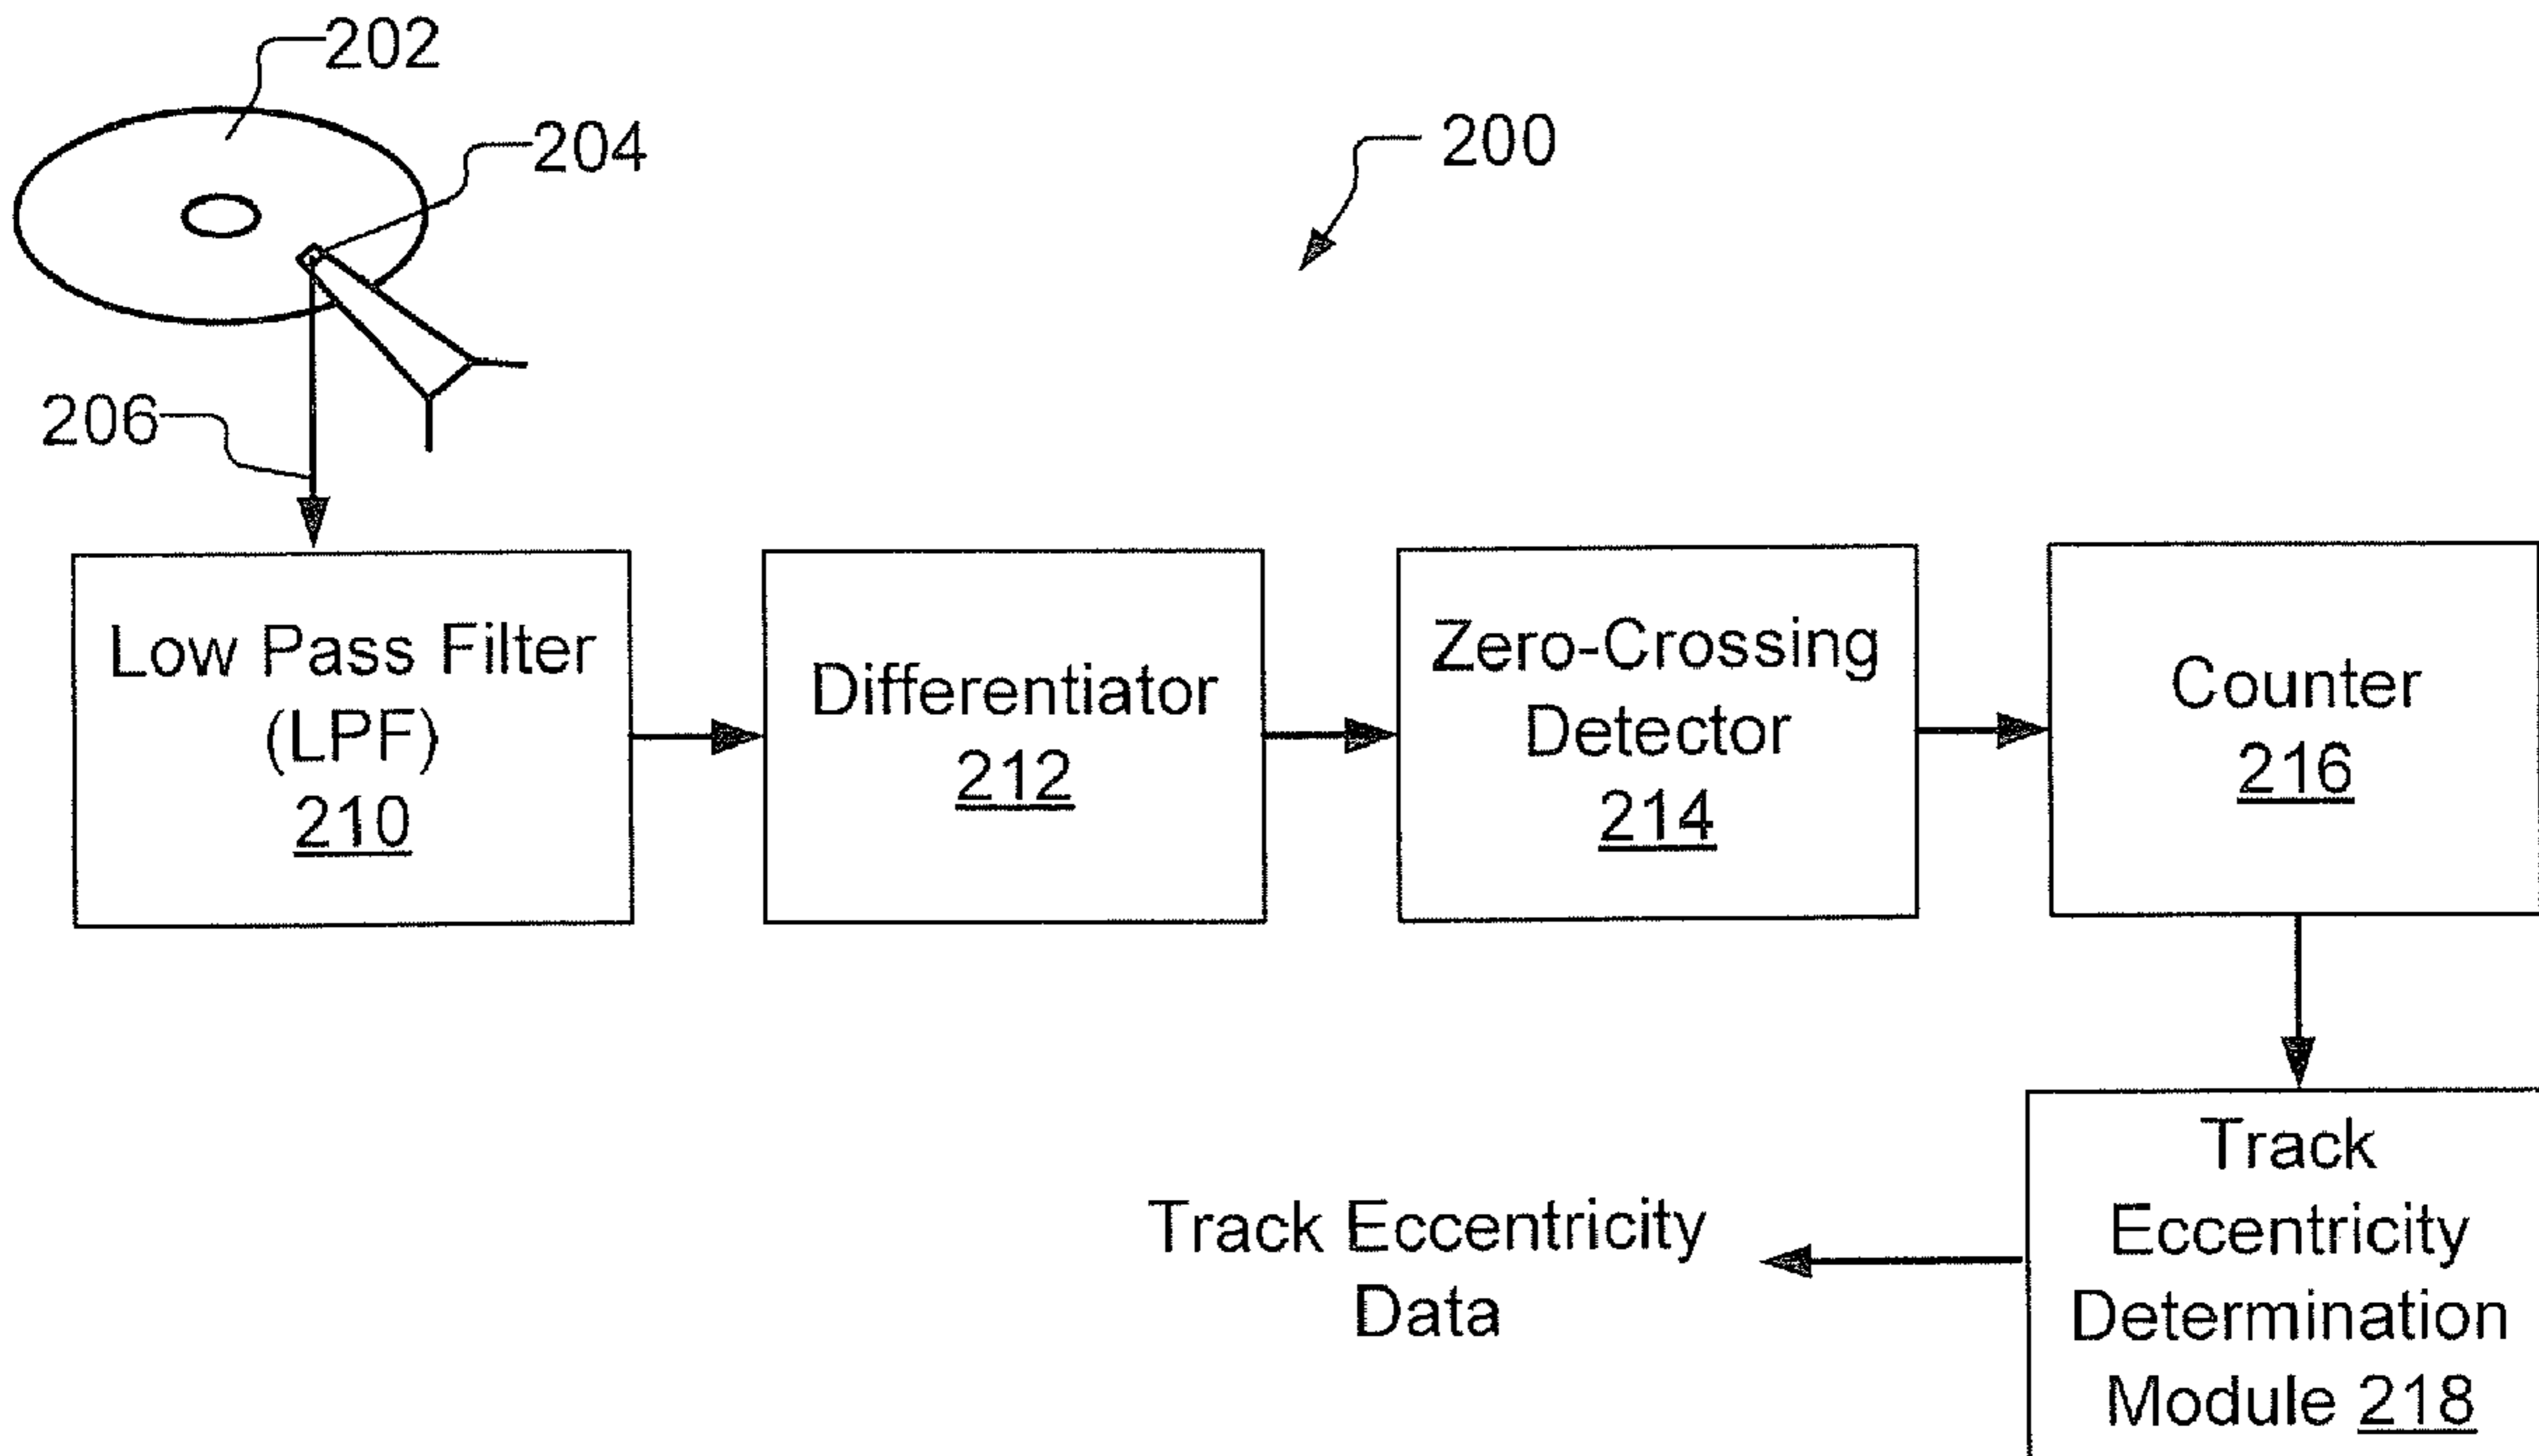 202
204
200
206
Low Pass Filter
(LPF)
210
Differentiator
212
Zero-Crossing
Detector
214
Counter
216
Track
Eccentricity
Determination
Module 218
Track Eccentricity
Data